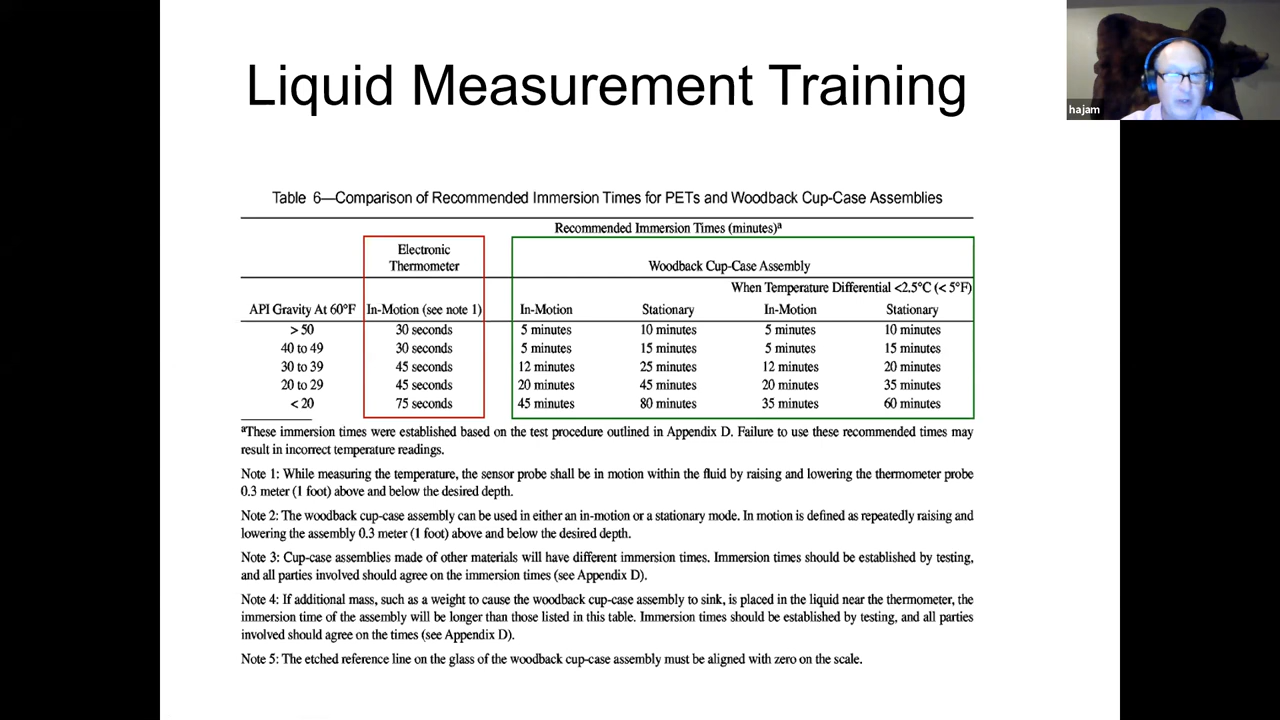 Liquid Measurement Training
hajam
Table 6—Comparison of Recommended Immersion Times for PETs and Woodback Cup-Case Assemblies
Recommended Immersion Times (minutes)ª
Electronic
Thermometer
Woodback Cup-Case Assembly
When Temperature Differential <2.5°C (< 5°F)
API Gravity At 60°F In-Motion (see note 1) In-Motion Stationary In-Motion Stationary
> 50 30 seconds 5 minutes 10 minutes 5 minutes 10 minutes
40 to 49 30 seconds 5 minutes 15 minutes 5 minutes 15 minutes
30 to 39 45 seconds 12 minutes 25 minutes 12 minutes 20 minutes
20 to 29 45 seconds 20 minutes 45 minutes 20 minutes 35 minutes
< 20 75 seconds 45 minutes 80 minutes 35 minutes 60 minutes
ªThese immersion times were established based on the test procedure outlined in Appendix D. Failure to use these recommended times may
result in incorrect temperature readings.
Note 1: While measuring the temperature, the sensor probe shall be in motion within the fluid by raising and lowering the thermometer probe
0.3 meter (1 foot) above and below the desired depth.
Note 2: The woodback cup-case assembly can be used in either an in-motion or a stationary mode. In motion is defined as repeatedly raising and
lowering the assembly 0.3 meter (1 foot) above and below the desired depth.
Note 3: Cup-case assemblies made of other materials will have different immersion times. Immersion times should be established by testing,
and all parties involved should agree on the immersion times (see Appendix D).
Note 4: If additional mass, such as a weight to cause the woodback cup-case assembly to sink, is placed in the liquid near the thermometer, the
immersion time of the assembly will be longer than those listed in this table. Immersion times should be established by testing, and all parties
involved should agree on the times (see Appendix D).
Note 5: The etched reference line on the glass of the woodback cup-case assembly must be aligned with zero on the scale.